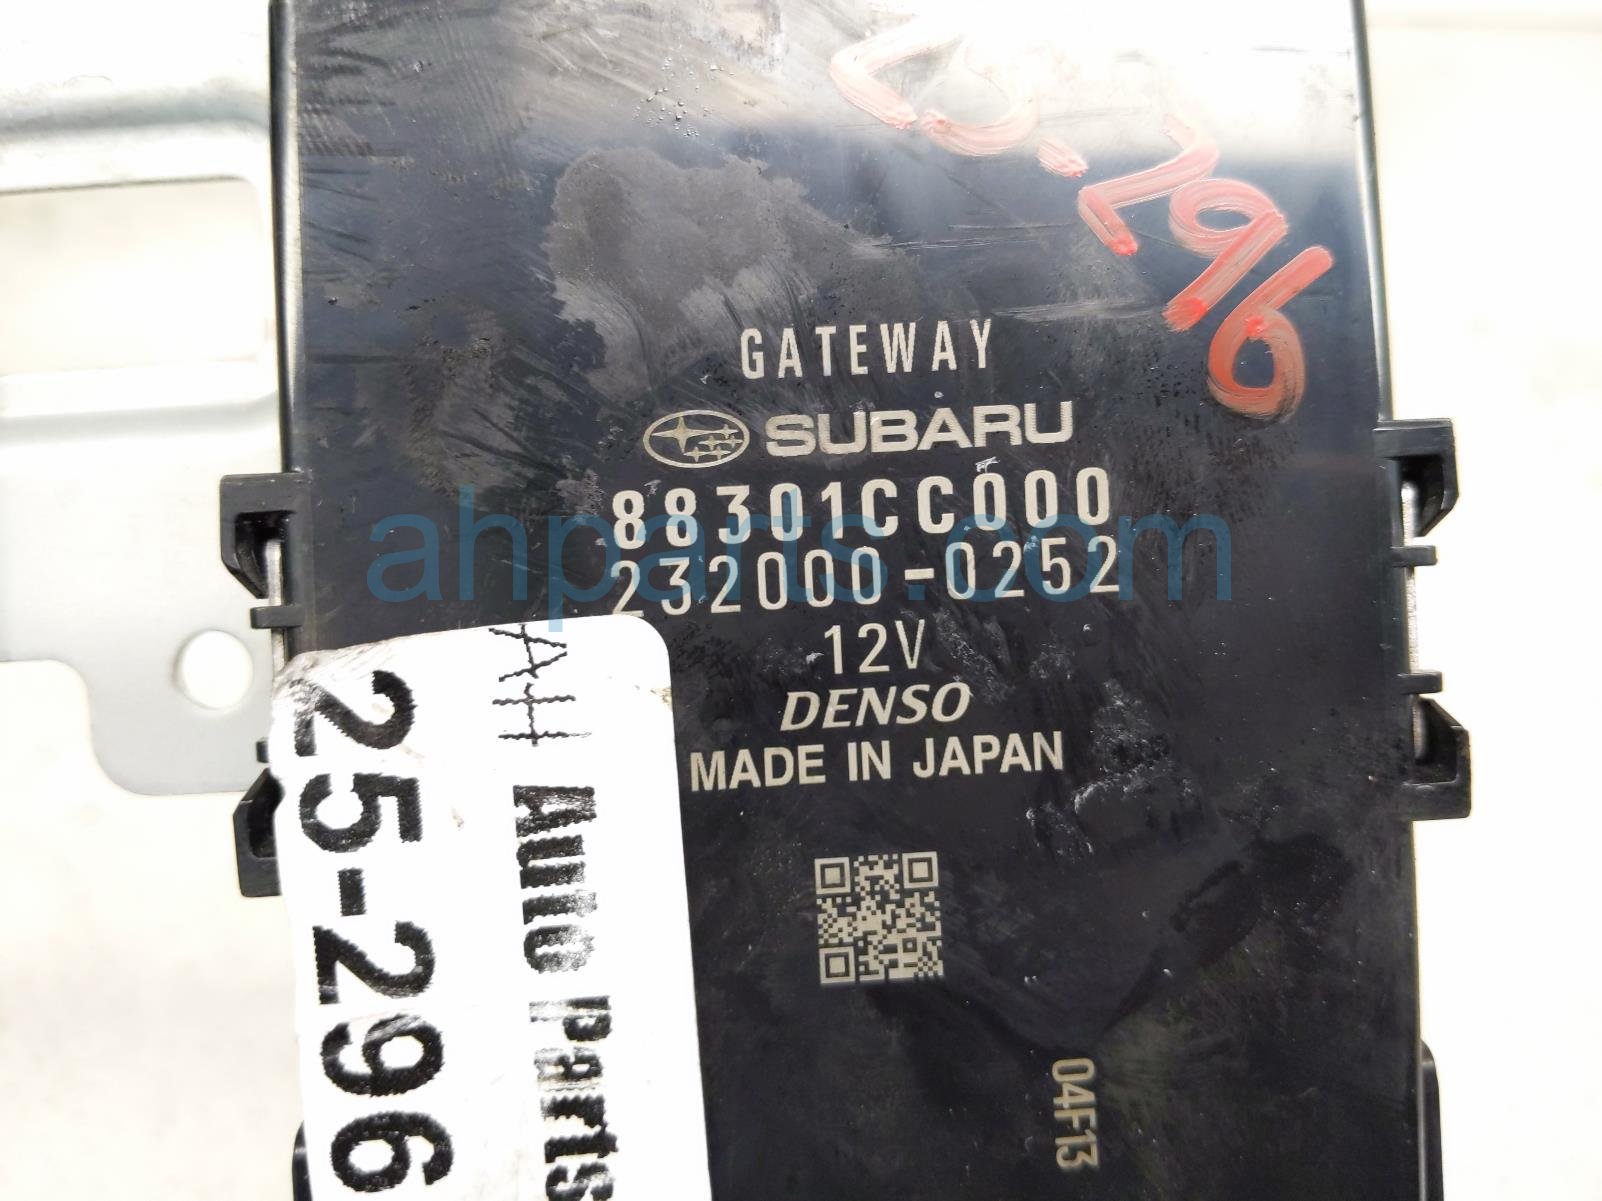 25.296
GATEWAY
SUBARU
88301CC000
232000-0252
12V
DENSO
MADE IN JAPAN
ahparts.com
AH Auto Parts
25-296
04F13